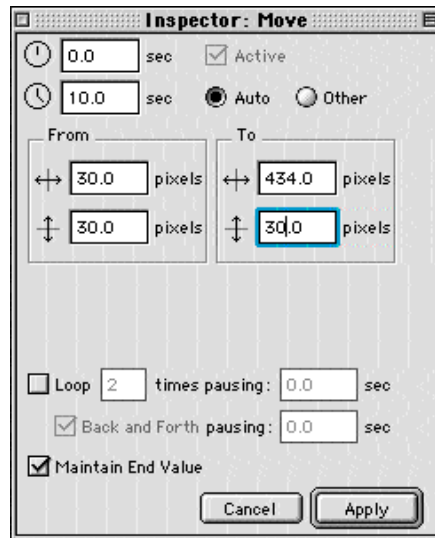 Inspector: Move
0.0 sec Active
10.0 sec Auto Other
From To
30.0 pixels 434.0 pixels
30.0 pixels 30.0 pixels
Loop 2 times pausing: 0.0 sec
Back and Forth pausing: 0.0 sec
Maintain End Value
Cancel Apply